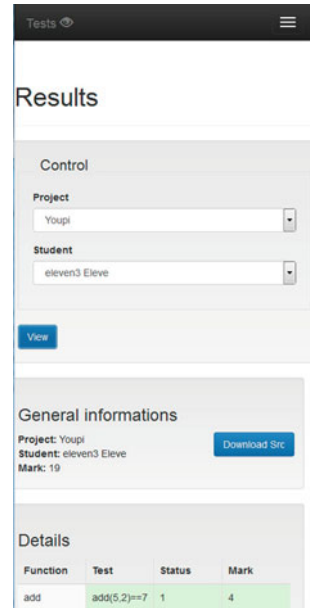 Tests
Results
Control
Project
Youpi
Student
eleven3 Eleve
View
General informations
Project: Youpi
Download Src
Student: eleven3 Eleve
Mark: 19
Details
Function Test Status Mark
add add(5,2)==7 1 4